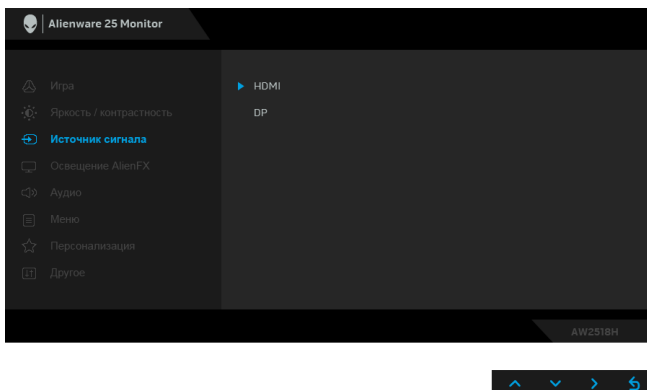 Alienware 25 Monitor
Игра
Яркость / контрастность
Источник сигнала
Освещение AlienFX
Аудио
Меню
Персонализация
Другое
HDMI
DP
AW2518H